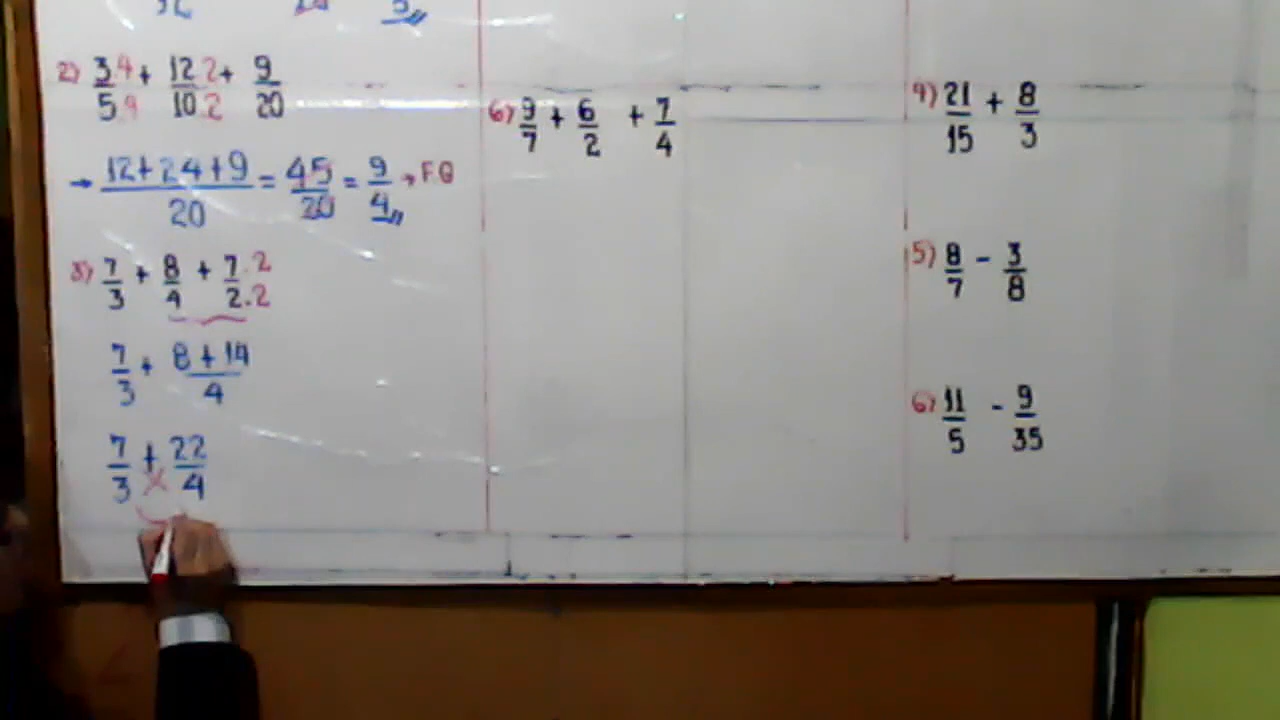 2) 3.4/5.4 + 12.2/10.2 + 9/20
→ 12+24+9/20 = 45/20 = 9/4 → F.G
3) 7/3 + 8/4 + 7.2/2.2
7/3 + 8+14/4
7/3 + 22/4
6) 9/7 + 6/2 + 7/4
4) 21/15 + 8/3
5) 8/7 - 3/8
6) 11/5 - 9/35